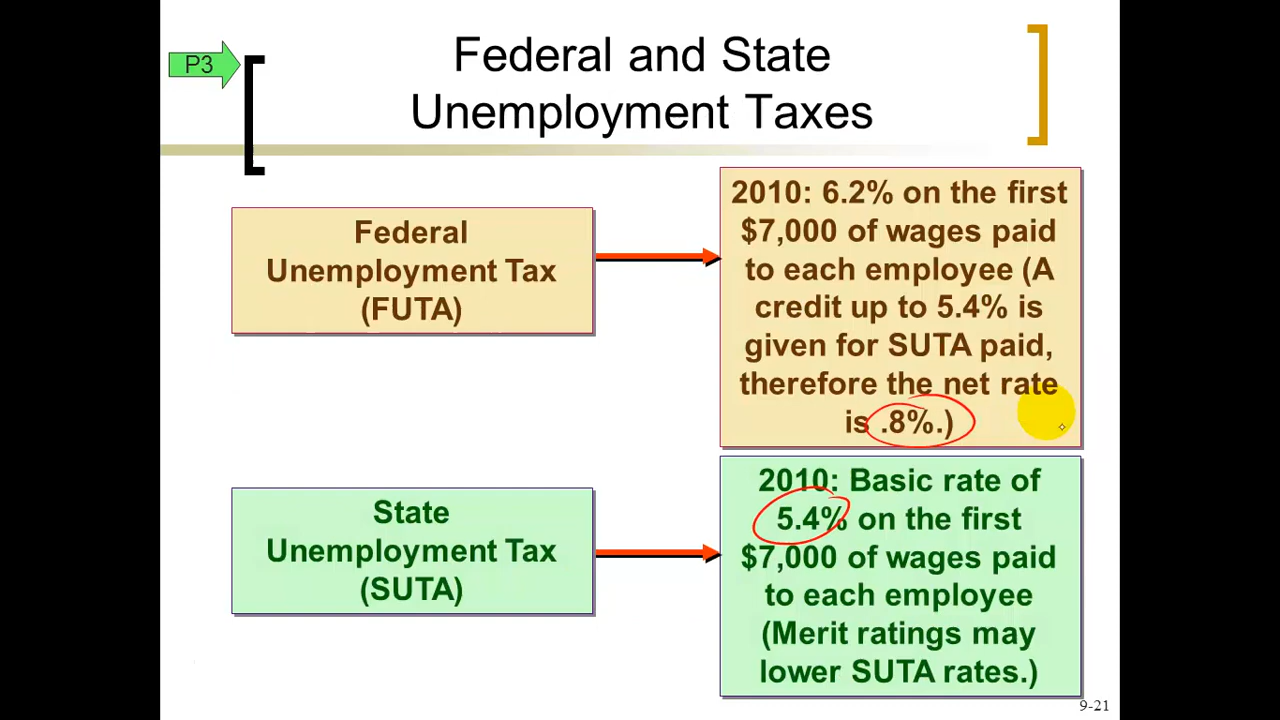 P3
Federal and State
Unemployment Taxes
Federal
Unemployment Tax
(FUTA)
2010: 6.2% on the first
$7,000 of wages paid
to each employee (A
credit up to 5.4% is
given for SUTA paid,
therefore the net rate
is .8%.)
State
Unemployment Tax
(SUTA)
2010: Basic rate of
5.4% on the first
$7,000 of wages paid
to each employee
(Merit ratings may
lower SUTA rates.)
9-21